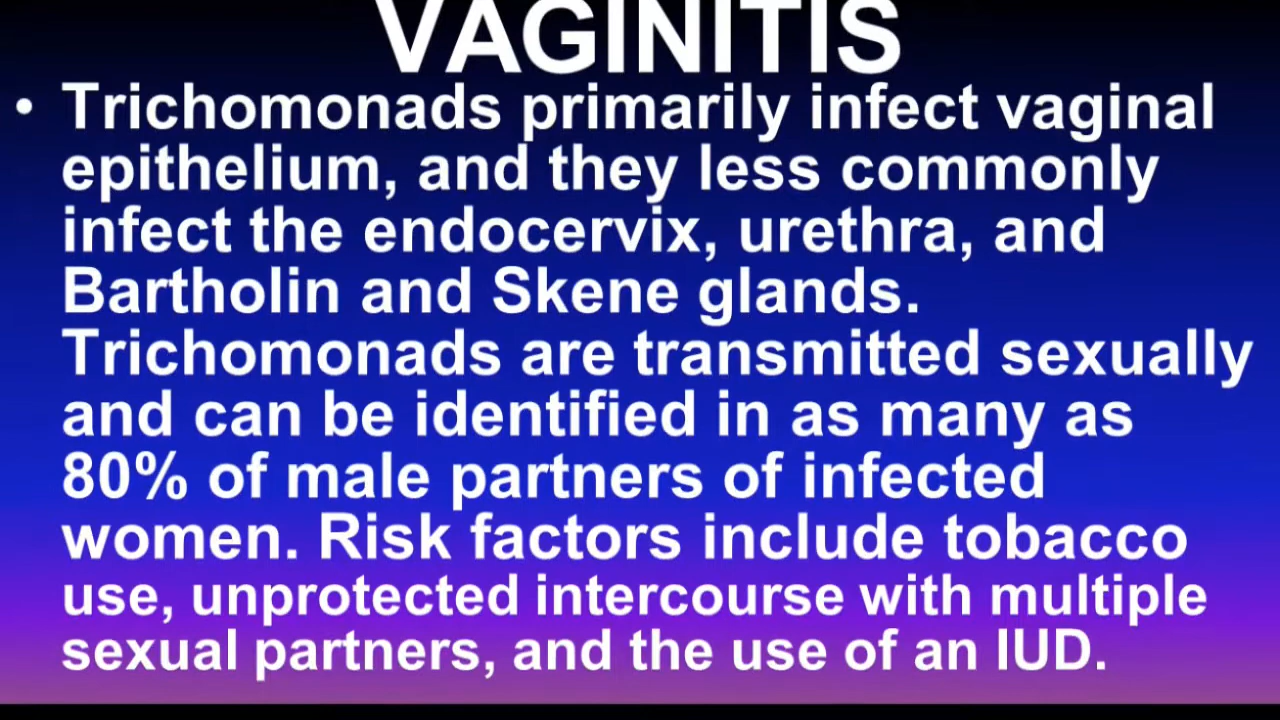 VAGINITIS
• Trichomonads primarily infect vaginal
epithelium, and they less commonly
infect the endocervix, urethra, and
Bartholin and Skene glands.
Trichomonads are transmitted sexually
and can be identified in as many as
80% of male partners of infected
women. Risk factors include tobacco
use, unprotected intercourse with multiple
sexual partners, and the use of an IUD.